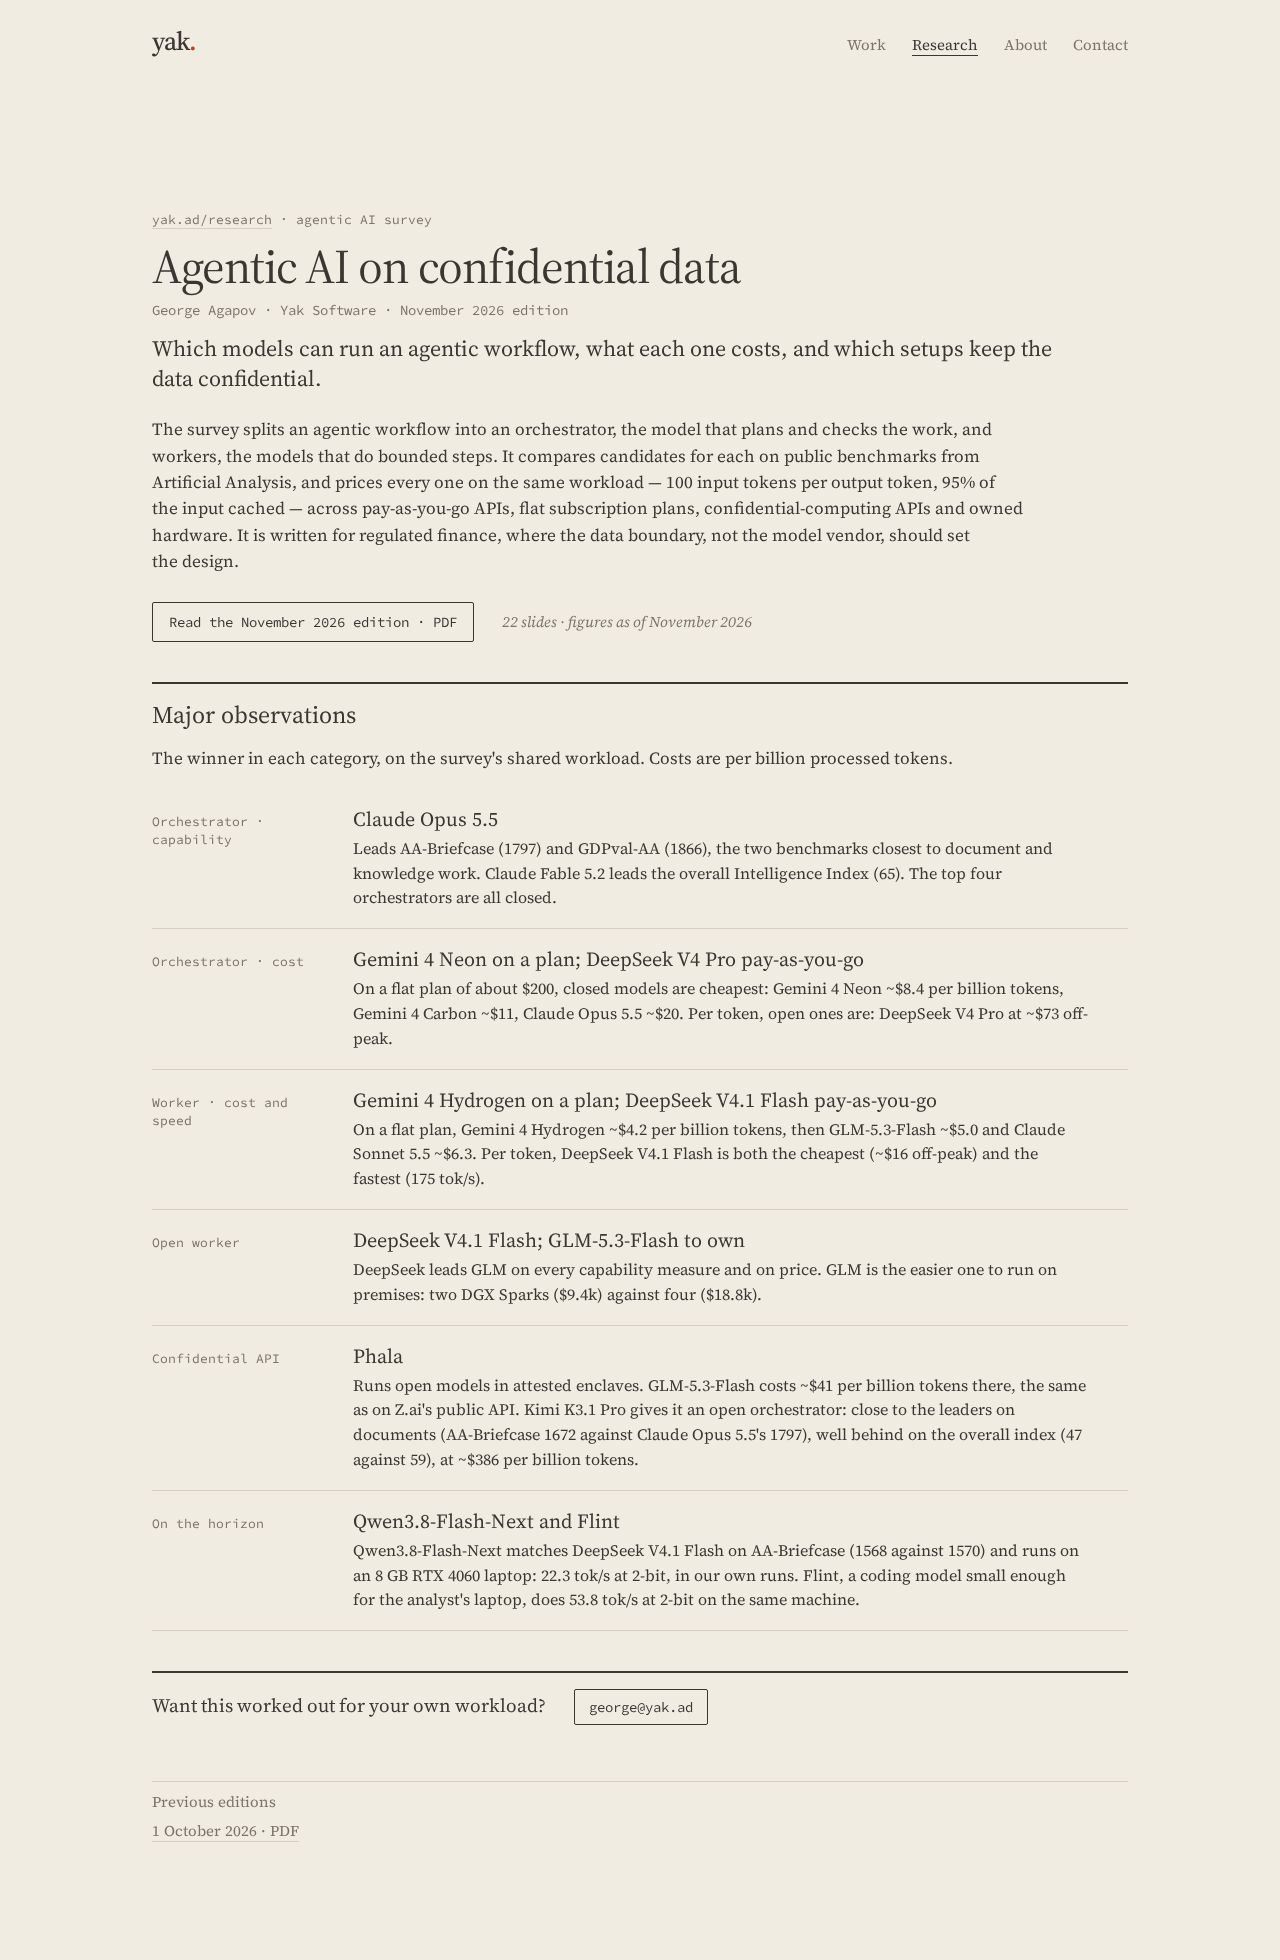 yak.
Work Research About Contact
yak.ad/research · agentic AI survey
Agentic AI on confidential data
George Agapov · Yak Software · November 2026 edition
Which models can run an agentic workflow, what each one costs, and which setups keep the
data confidential.
The survey splits an agentic workflow into an orchestrator, the model that plans and checks the work, and
workers, the models that do bounded steps. It compares candidates for each on public benchmarks from
Artificial Analysis, and prices every one on the same workload — 100 input tokens per output token, 95% of
the input cached — across pay-as-you-go APIs, flat subscription plans, confidential-computing APIs and owned
hardware. It is written for regulated finance, where the data boundary, not the model vendor, should set
the design.
Read the November 2026 edition · PDF
22 slides · figures as of November 2026
Major observations
The winner in each category, on the survey's shared workload. Costs are per billion processed tokens.
Orchestrator ·
capability
Claude Opus 5.5
Leads AA-Briefcase (1797) and GDPval-AA (1866), the two benchmarks closest to document and
knowledge work. Claude Fable 5.2 leads the overall Intelligence Index (65). The top four
orchestrators are all closed.
Orchestrator · cost
Gemini 4 Neon on a plan; DeepSeek V4 Pro pay-as-you-go
On a flat plan of about $200, closed models are cheapest: Gemini 4 Neon ~$8.4 per billion tokens,
Gemini 4 Carbon ~$11, Claude Opus 5.5 ~$20. Per token, open ones are: DeepSeek V4 Pro at ~$73 off-
peak.
Worker · cost and
speed
Gemini 4 Hydrogen on a plan; DeepSeek V4.1 Flash pay-as-you-go
On a flat plan, Gemini 4 Hydrogen ~$4.2 per billion tokens, then GLM-5.3-Flash ~$5.0 and Claude
Sonnet 5.5 ~$6.3. Per token, DeepSeek V4.1 Flash is both the cheapest (~$16 off-peak) and the
fastest (175 tok/s).
Open worker
DeepSeek V4.1 Flash; GLM-5.3-Flash to own
DeepSeek leads GLM on every capability measure and on price. GLM is the easier one to run on
premises: two DGX Sparks ($9.4k) against four ($18.8k).
Confidential API
Phala
Runs open models in attested enclaves. GLM-5.3-Flash costs ~$41 per billion tokens there, the same
as on Z.ai's public API. Kimi K3.1 Pro gives it an open orchestrator: close to the leaders on
documents (AA-Briefcase 1672 against Claude Opus 5.5's 1797), well behind on the overall index (47
against 59), at ~$386 per billion tokens.
On the horizon
Qwen3.8-Flash-Next and Flint
Qwen3.8-Flash-Next matches DeepSeek V4.1 Flash on AA-Briefcase (1568 against 1570) and runs on
an 8 GB RTX 4060 laptop: 22.3 tok/s at 2-bit, in our own runs. Flint, a coding model small enough
for the analyst's laptop, does 53.8 tok/s at 2-bit on the same machine.
Want this worked out for your own workload?
george@yak.ad
Previous editions
1 October 2026 · PDF